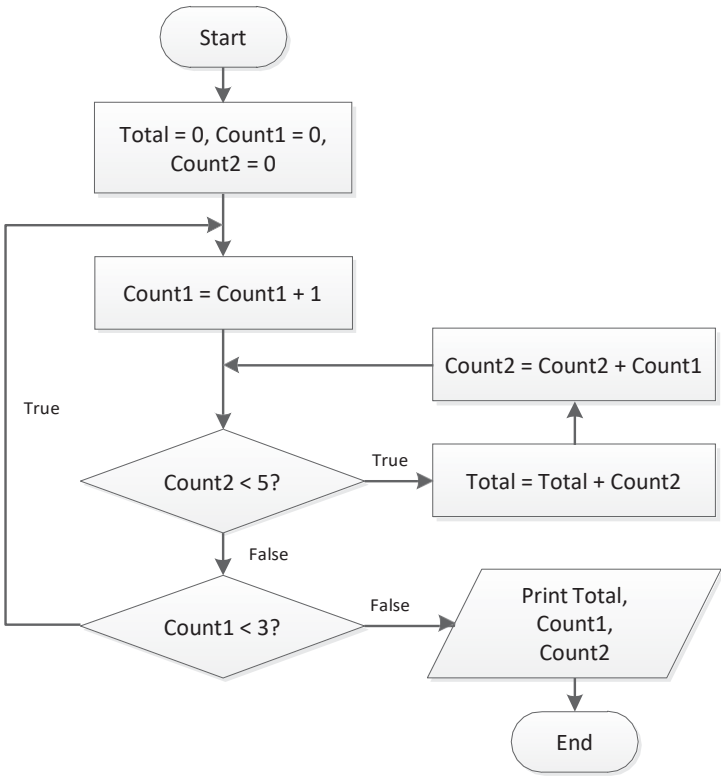 Start
Total = 0, Count1 = 0,
Count2 = 0
Count1 = Count1 + 1
Count2 = Count2 + Count1
True
Count2 < 5?
True
Total = Total + Count2
False
Count1 < 3?
False
Print Total,
Count1,
Count2
End